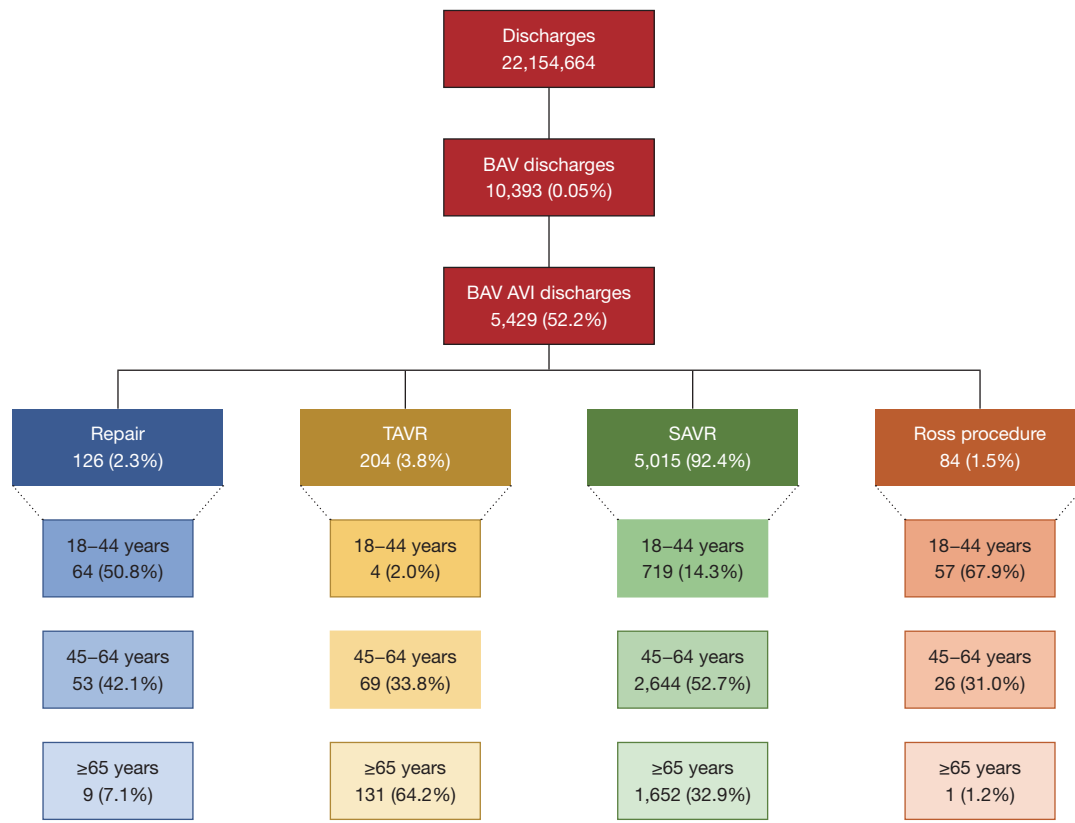 Discharges
22,154,664
BAV discharges
10,393 (0.05%)
BAV AVI discharges
5,429 (52.2%)
Repair
126 (2.3%)
TAVR
204 (3.8%)
SAVR
5,015 (92.4%)
Ross procedure
84 (1.5%)
18–44 years
64 (50.8%)
18–44 years
4 (2.0%)
18–44 years
719 (14.3%)
18–44 years
57 (67.9%)
45–64 years
53 (42.1%)
45–64 years
69 (33.8%)
45–64 years
2,644 (52.7%)
45–64 years
26 (31.0%)
≥65 years
9 (7.1%)
≥65 years
131 (64.2%)
≥65 years
1,652 (32.9%)
≥65 years
1 (1.2%)